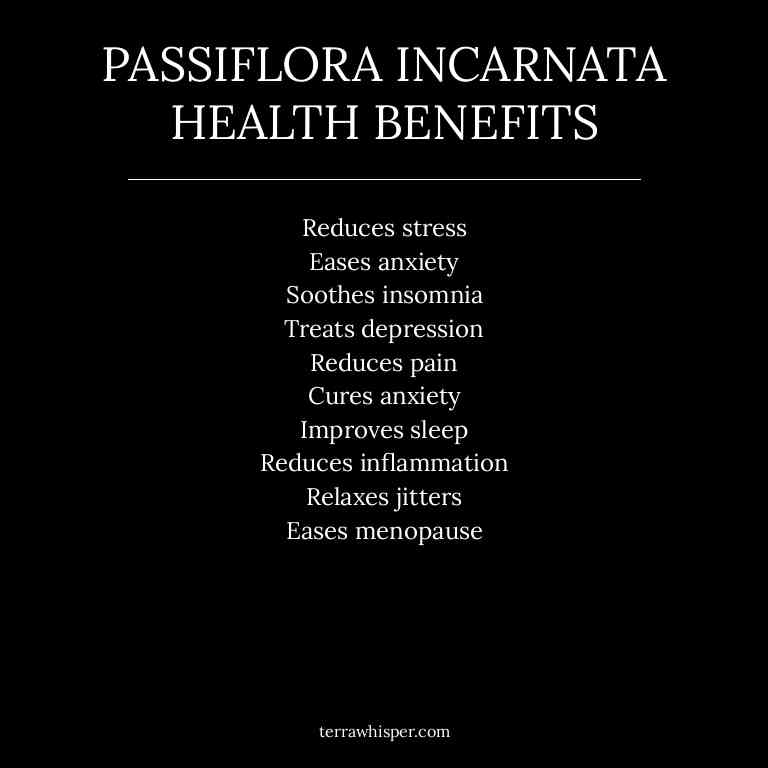 PASSIFLORA INCARNATA
HEALTH BENEFITS
Reduces stress
Eases anxiety
Soothes insomnia
Treats depression
Reduces pain
Cures anxiety
Improves sleep
Reduces inflammation
Relaxes jitters
Eases menopause
terrawhisper.com